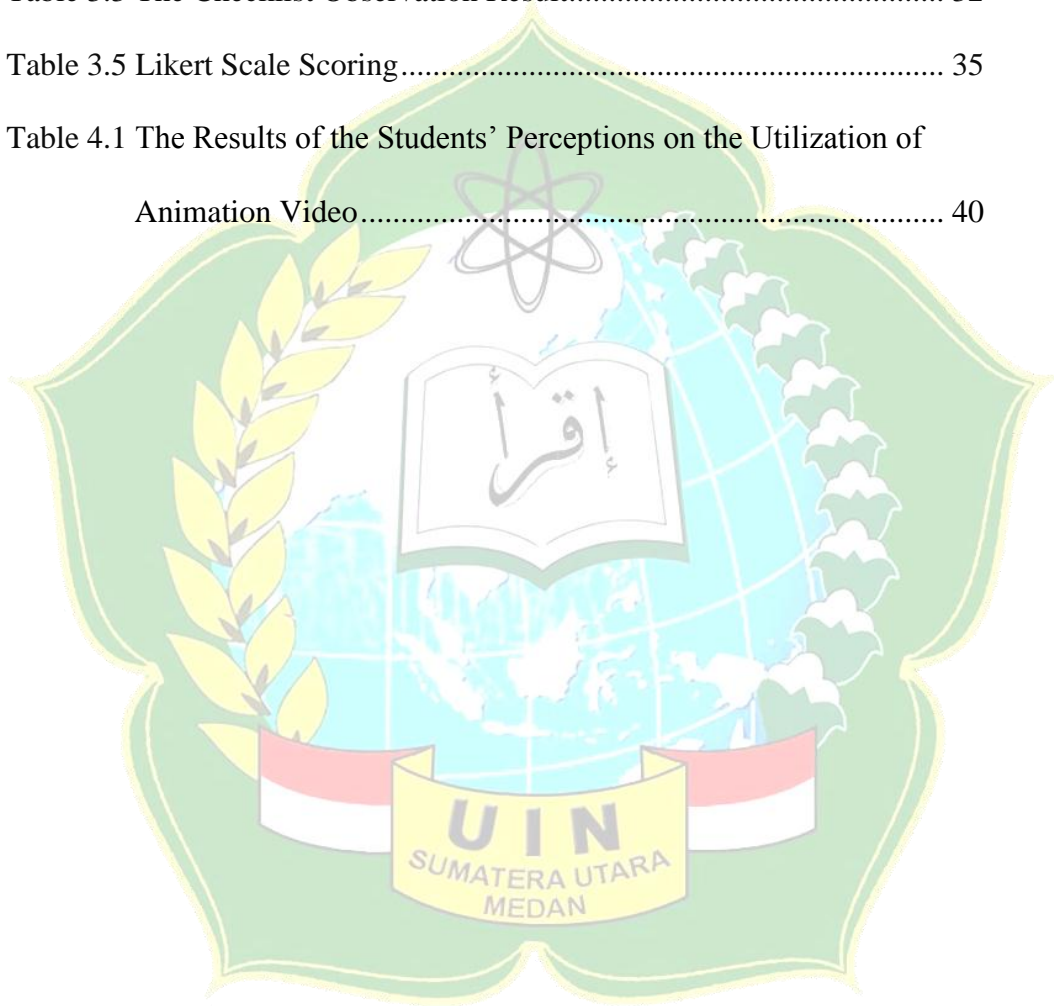 Table 3.5 Likert Scale Scoring.................................................................... 35
Table 4.1 The Results of the Students’ Perceptions on the Utilization of
Animation Video......................................................................... 40
إقرأ
UIN
SUMATERA UTARA
MEDAN